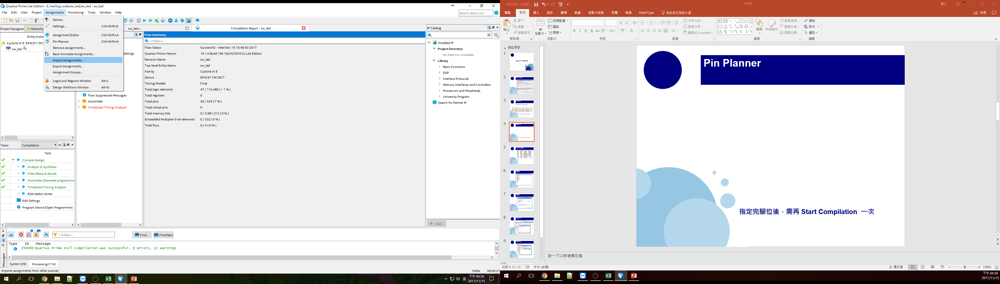 Quartus Prime Lite Edition - E:/verilog code/sw_led/sw_led - sw_led
File Edit View Project Assignments Processing Tools Window Help
Search altera.com
Device...
Settings... Ctrl+Shift+E
Assignment Editor Ctrl+Shift+A
Pin Planner Ctrl+Shift+N
Remove Assignments...
Back-Annotate Assignments...
Import Assignments...
Export Assignments...
Assignment Groups...
LogicLock Regions Window Alt+L
Design Partitions Window Alt+D
Project Navigator Hierarchy
Entity:Instan
Cyclone IV E: EP4CE115F2
sw_led
sw_led.v
Compilation Report - sw_led
ettings
Flow Suppressed Messages
Assembler
TimeQuest Timing Analyzer
Flow Summary
<<Filter>>
Flow Status Successful - Wed Nov 15 16:48:50 2017
Quartus Prime Version 16.1.0 Build 196 10/24/2016 SJ Lite Edition
Revision Name sw_led
Top-level Entity Name sw_led
Family Cyclone IV E
Device EP4CE115F29C7
Timing Models Final
Total logic elements 47 / 114,480 ( < 1 % )
Total registers 0
Total pins 36 / 529 ( 7 % )
Total virtual pins 0
Total memory bits 0 / 3,981,312 ( 0 % )
Embedded Multiplier 9-bit elements 0 / 532 ( 0 % )
Total PLLs 0 / 4 ( 0 % )
IP Catalog
Installed IP
Project Directory
No Selection Available
Library
Basic Functions
DSP
Interface Protocols
Memory Interfaces and Controllers
Processors and Peripherals
University Program
Search for Partner IP
+ Add...
Tasks Compilation
Task
Compile Design
Analysis & Synthesis
Fitter (Place & Route)
Assembler (Generate programmin
TimeQuest Timing Analysis
EDA Netlist Writer
Edit Settings
Program Device (Open Programmer)
All <<Filter>> Find... Find Next
Type ID Message
293000 Quartus Prime Full Compilation was successful. 0 errors, 12 warnings
Messages
System (29) Processing (114)
Imports assignments from other sources
100% 00:00:27
英 下午 04:50
2017/11/15
自動儲存 1117 登入
檔案 常用 插入 設計 轉場 動畫 投影片放映 校閱 檢視 MathType 告訴我您想做什麼 共用
貼上 剪下 複製 複製格式 剪貼簿
新投影片 版面配置 重設 章節 投影片
字型
文字方向 對齊文字 轉換成 SmartArt 段落
排列 快速樣式 圖案填滿 圖案外框 圖案效果 繪圖
尋找 取代 選取 編輯
預設章節
1
2
3
4
5
6
7
8
9
Pin Planner
指定完腳位後，需再 Start Compilation 一次
按一下以新增備忘稿
投影片 4 / 10 中文 (台灣) 備忘稿 108%
下午 04:50
2017/11/15